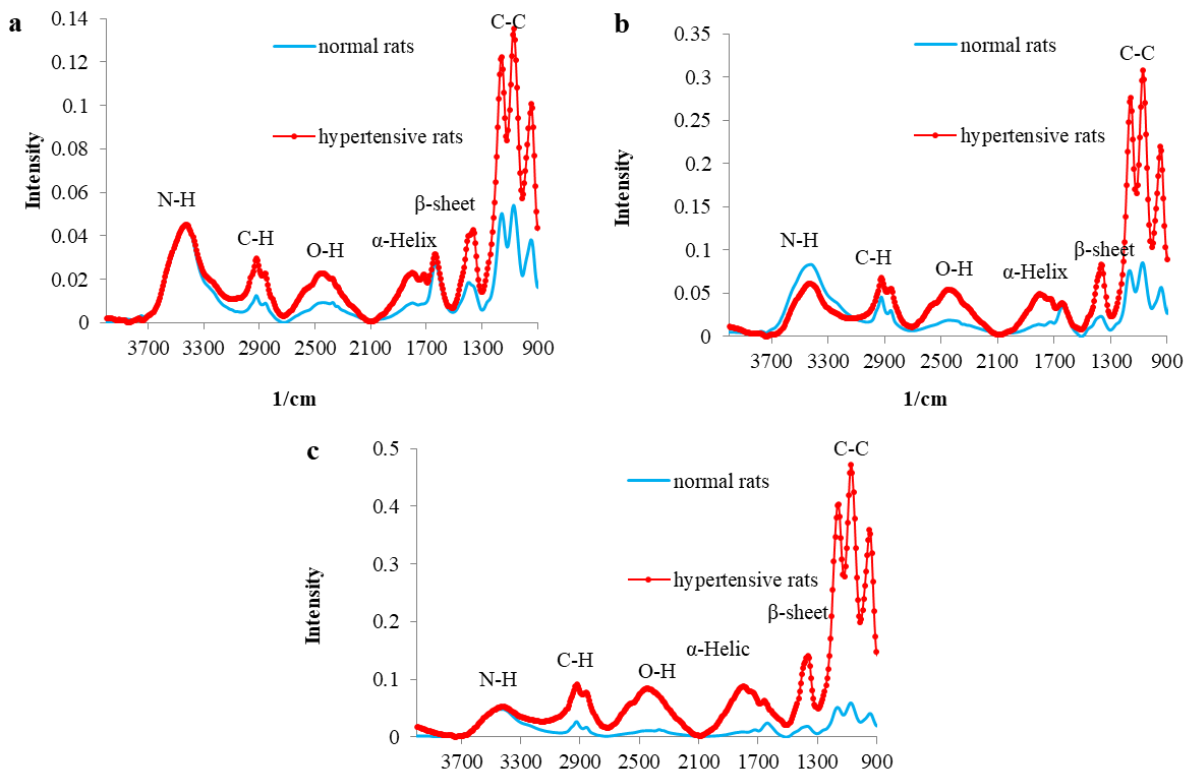 a
0.14
0.12
0.1
0.08
0.06
0.04
0.02
0
Intensity
normal rats
hypertensive rats
C-C
N-H
C-H
O-H
α-Helix
β-sheet
3700 3300 2900 2500 2100 1700 1300 900
1/cm
b
0.35
0.3
0.25
0.2
0.15
0.1
0.05
0
Intensity
normal rats
hypertensive rats
C-C
N-H
C-H
O-H
α-Helix
β-sheet
3700 3300 2900 2500 2100 1700 1300 900
1/cm
c
0.5
0.4
0.3
0.2
0.1
0
Intensity
normal rats
hypertensive rats
C-C
β-sheet
α-Helic
N-H
C-H
O-H
3700 3300 2900 2500 2100 1700 1300 900